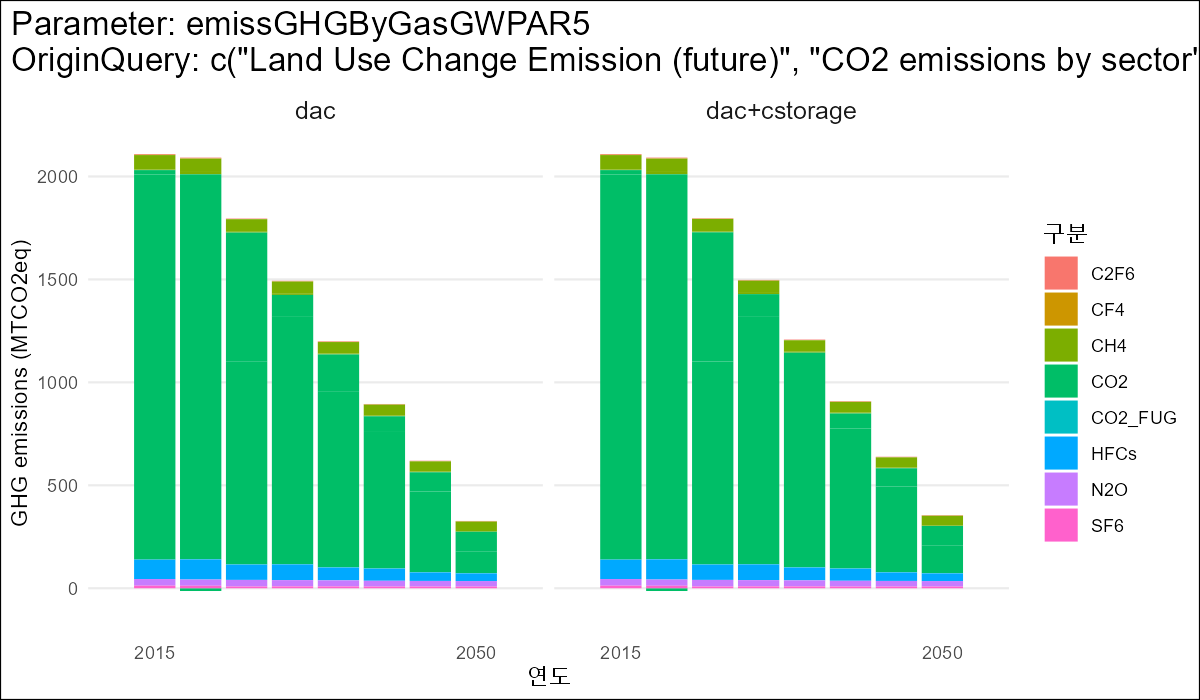 Parameter: emissGHGByGasGWPAR5
OriginQuery: c("Land Use Change Emission (future)", "CO2 emissions by sector"
dac
dac+cstorage
2000
1500
1000
500
0
GHG emissions (MTCO2eq)
2015
2050
2015
2050
연도
구분
C2F6
CF4
CH4
CO2
CO2_FUG
HFCs
N2O
SF6